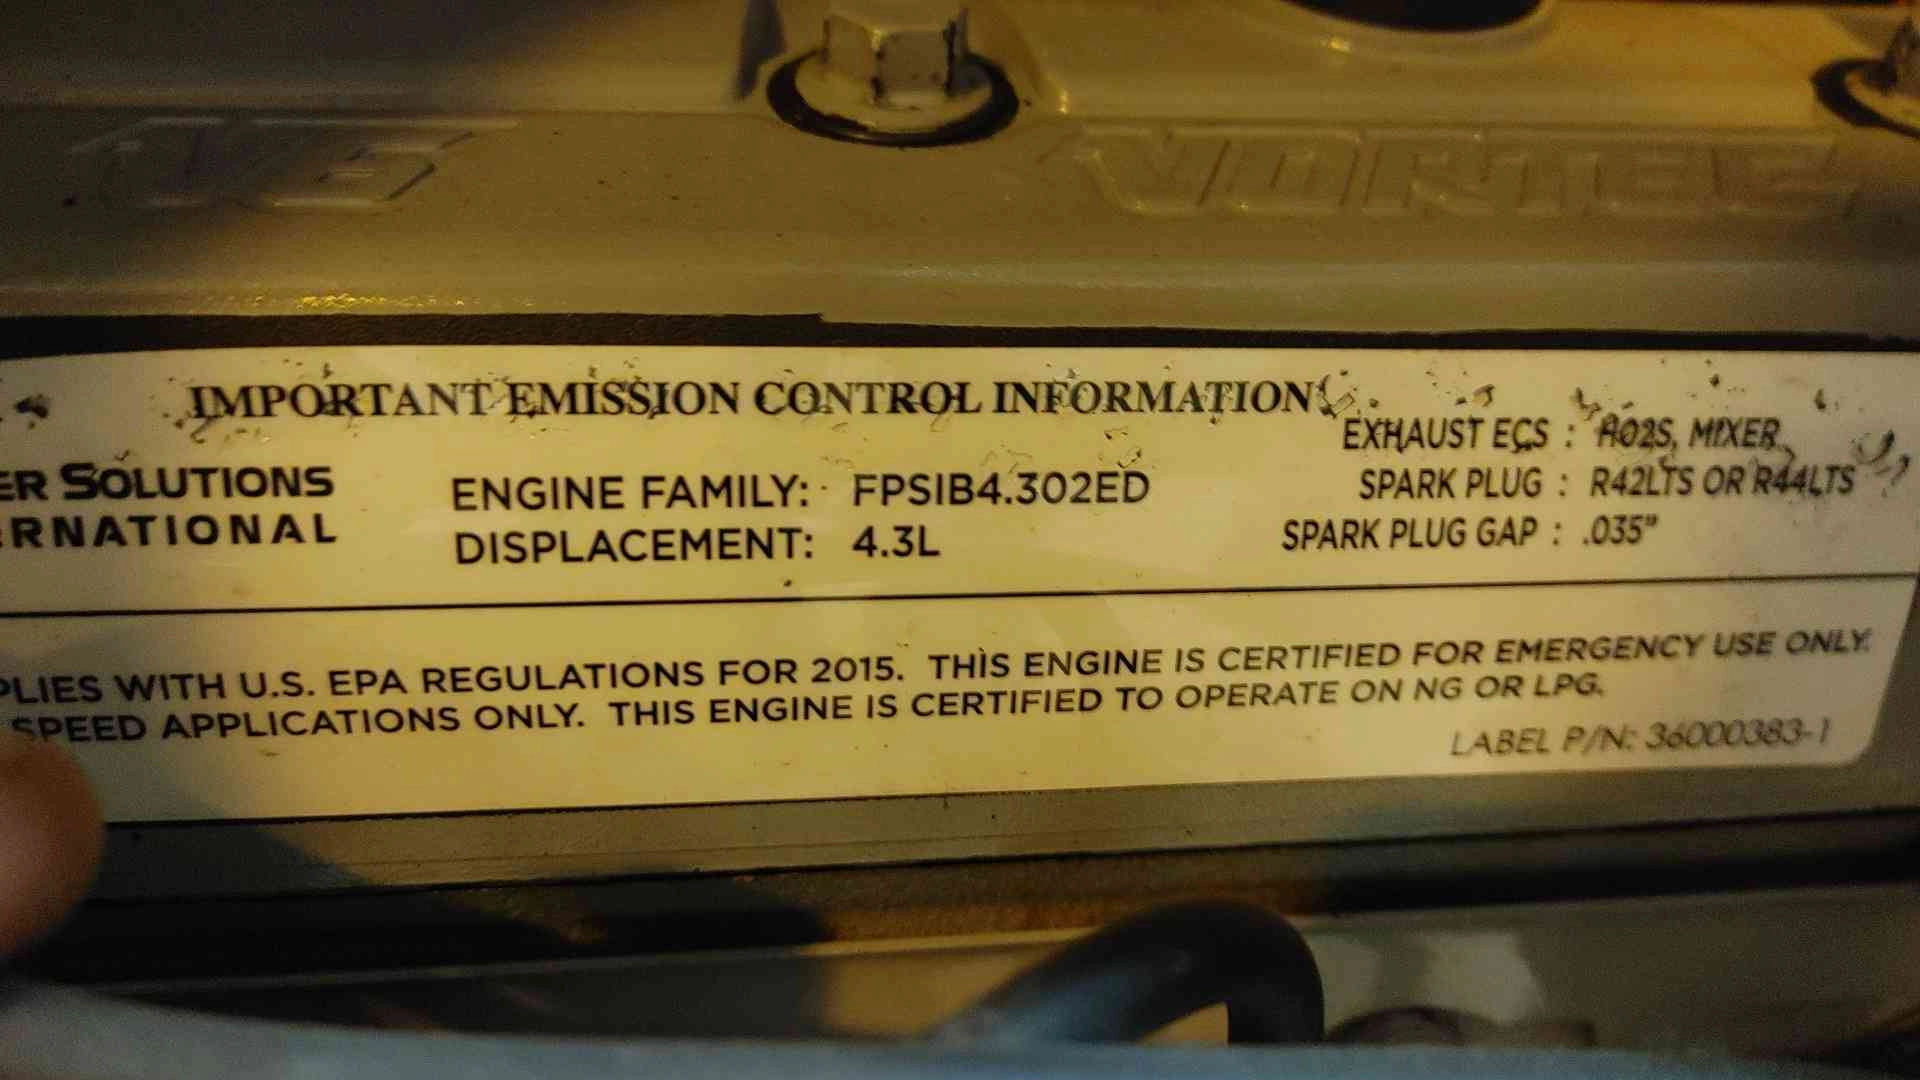 V6 VORTEC
IMPORTANT EMISSION CONTROL INFORMATION
ER SOLUTIONS
RNATIONAL
ENGINE FAMILY: FPSIB4.302ED
DISPLACEMENT: 4.3L
EXHAUST ECS : HO2S, MIXER
SPARK PLUG : R42LTS OR R44LTS
SPARK PLUG GAP : .035"
PLIES WITH U.S. EPA REGULATIONS FOR 2015. THIS ENGINE IS CERTIFIED FOR EMERGENCY USE ONLY.
SPEED APPLICATIONS ONLY. THIS ENGINE IS CERTIFIED TO OPERATE ON NG OR LPG.
LABEL P/N: 36000383-1